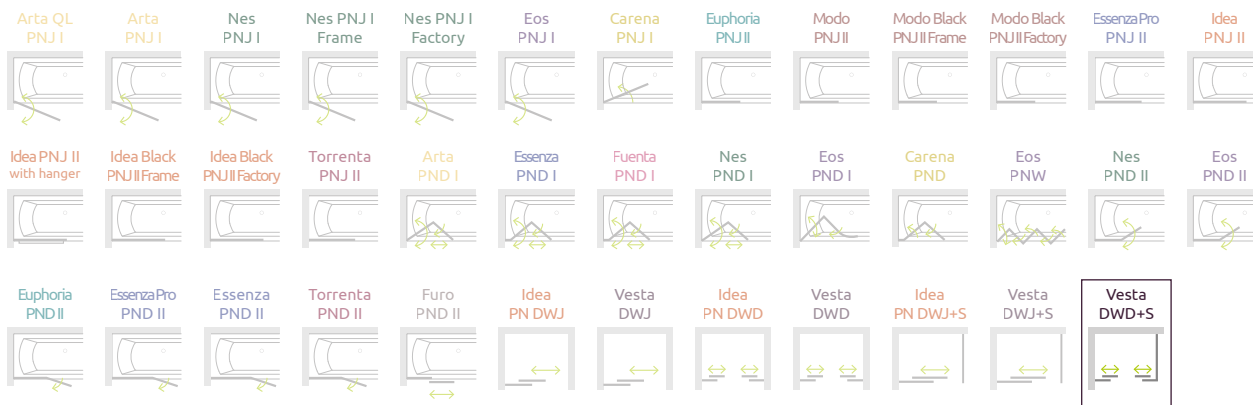 Arta QL
PNJ I
Arta
PNJ I
Nes
PNJ I
Nes PNJ I
Frame
Nes PNJ I
Factory
Eos
PNJ I
Carena
PNJ I
Euphoria
PNJ II
Modo
PNJ II
Modo Black
PNJ II Frame
Modo Black
PNJ II Factory
Essenza Pro
PNJ II
Idea
PNJ II
Idea PNJ II
with hanger
Idea Black
PNJ II Frame
Idea Black
PNJ II Factory
Torrenta
PNJ II
Arta
PND I
Essenza
PND I
Fuenta
PND I
Nes
PND I
Eos
PND I
Carena
PND
Eos
PNW
Nes
PND II
Eos
PND II
Euphoria
PND II
Essenza Pro
PND II
Essenza
PND II
Torrenta
PND II
Furo
PND II
Idea
PN DWJ
Vesta
DWJ
Idea
PN DWD
Vesta
DWD
Idea
PN DWJ+S
Vesta
DWJ+S
Vesta
DWD+S